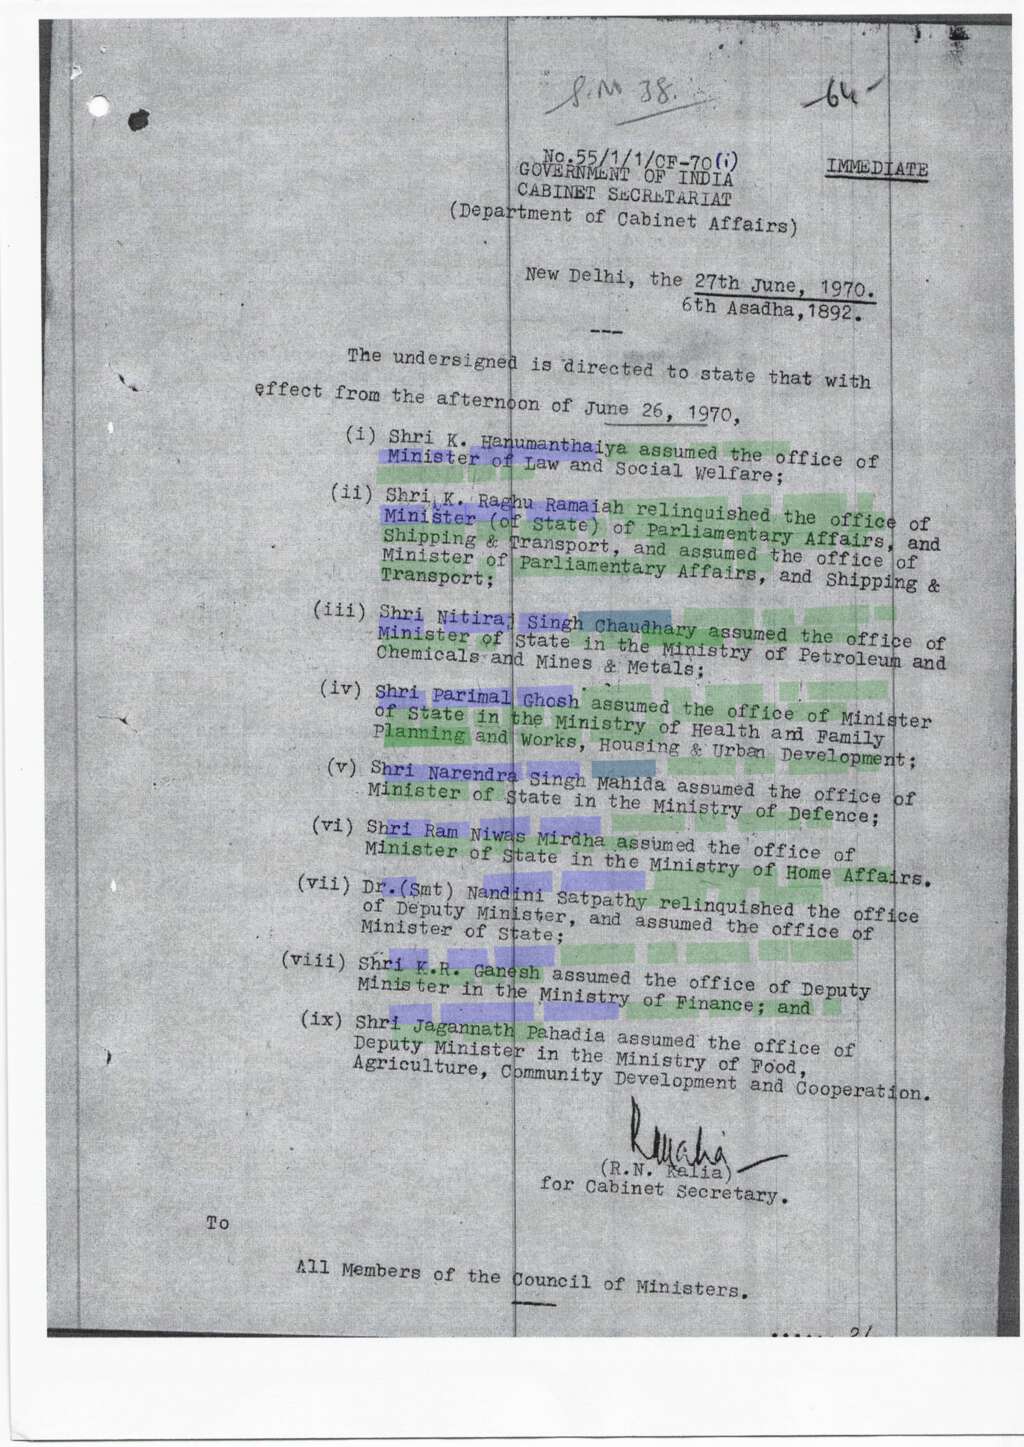 S.No 38.
64
No.55/1/1/CF-70(i)
IMMEDIATE
GOVERNMENT OF INDIA
CABINET SECRETARIAT
(Department of Cabinet Affairs)
New Delhi, the 27th June, 1970.
6th Asadha,1892.
---
The undersigned is directed to state that with
effect from the afternoon of June 26, 1970,
(i) Shri K. Hanumanthaiya assumed the office of
Minister of Law and Social Welfare;
(ii) Shri K. Raghu Ramaiah relinquished the office of
Minister (of State) of Parliamentary Affairs, and
Shipping & Transport, and assumed the office of
Minister of Parliamentary Affairs, and Shipping &
Transport;
(iii) Shri Nitiraj Singh Chaudhary assumed the office of
Minister of State in the Ministry of Petroleum and
Chemicals and Mines & Metals;
(iv) Shri Parimal Ghosh assumed the office of Minister
of State in the Ministry of Health and Family
Planning and Works, Housing & Urban Development;
(v) Shri Narendra Singh Mahida assumed the office of
Minister of State in the Ministry of Defence;
(vi) Shri Ram Niwas Mirdha assumed the office of
Minister of State in the Ministry of Home Affairs.
(vii) Dr.(Smt) Nandini Satpathy relinquished the office
of Deputy Minister, and assumed the office of
Minister of State;
(viii) Shri K.R. Ganesh assumed the office of Deputy
Minister in the Ministry of Finance; and
(ix) Shri Jagannath Pahadia assumed the office of
Deputy Minister in the Ministry of Food,
Agriculture, Community Development and Cooperation.
(R.N. Kalia)
for Cabinet Secretary.
To
All Members of the Council of Ministers.
......2/